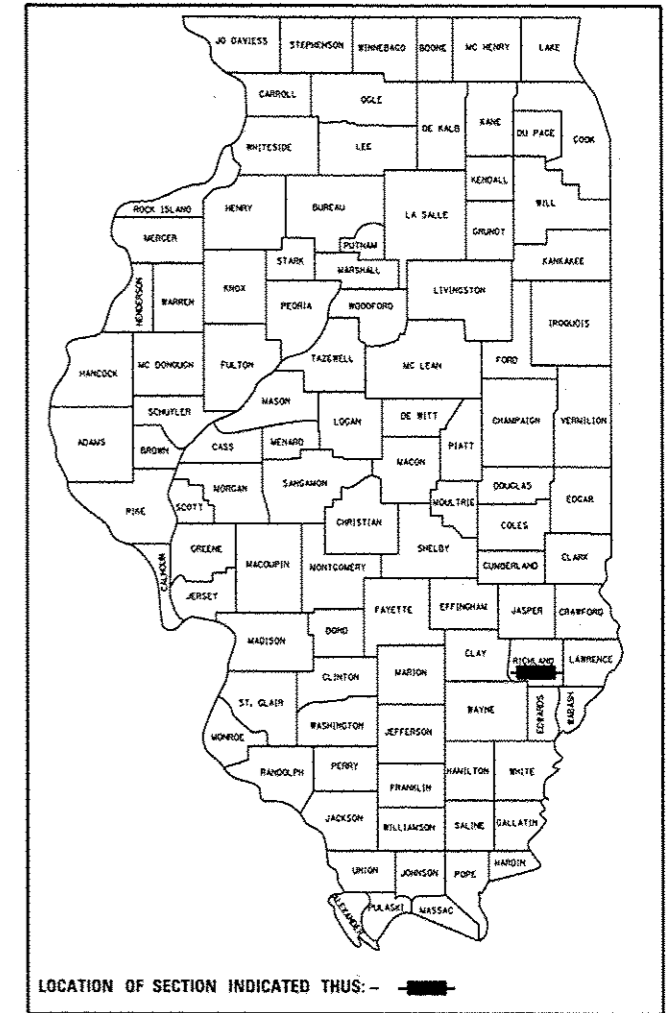 JO DAVIESS STEPHENSON WINNEBAGO BOONE MC HENRY LAKE
CARROLL OGLE DE KALB KANE DU PAGE COOK
WHITESIDE LEE KENDALL WILL
ROCK ISLAND HENRY BUREAU LA SALLE GRUNDY
MERCER PUTNAM KANKAKEE
STARK MARSHALL
HENDERSON WARREN KNOX PEORIA WOODFORD LIVINGSTON IROQUOIS
HANCOCK MC DONOUGH FULTON TAZEWELL MC LEAN FORD
MASON
SCHUYLER LOGAN DE WITT CHAMPAIGN VERMILION
ADAMS BROWN CASS MENARD PIATT
MACON
PIKE SCOTT MORGAN SANGAMON MOULTRIE DOUGLAS EDGAR
CHRISTIAN COLES
CALHOUN GREENE MACOUPIN MONTGOMERY SHELBY CUMBERLAND CLARK
JERSEY FAYETTE EFFINGHAM JASPER CRAWFORD
MADISON BOND
CLAY RICHLAND LAWRENCE
CLINTON MARION
ST. CLAIR WAYNE EDWARDS WABASH
MONROE WASHINGTON JEFFERSON
RANDOLPH PERRY HAMILTON WHITE
FRANKLIN
JACKSON WILLIAMSON SALINE GALLATIN
UNION JOHNSON POPE HARDIN
ALEXANDER PULASKI MASSAC
LOCATION OF SECTION INDICATED THUS: -